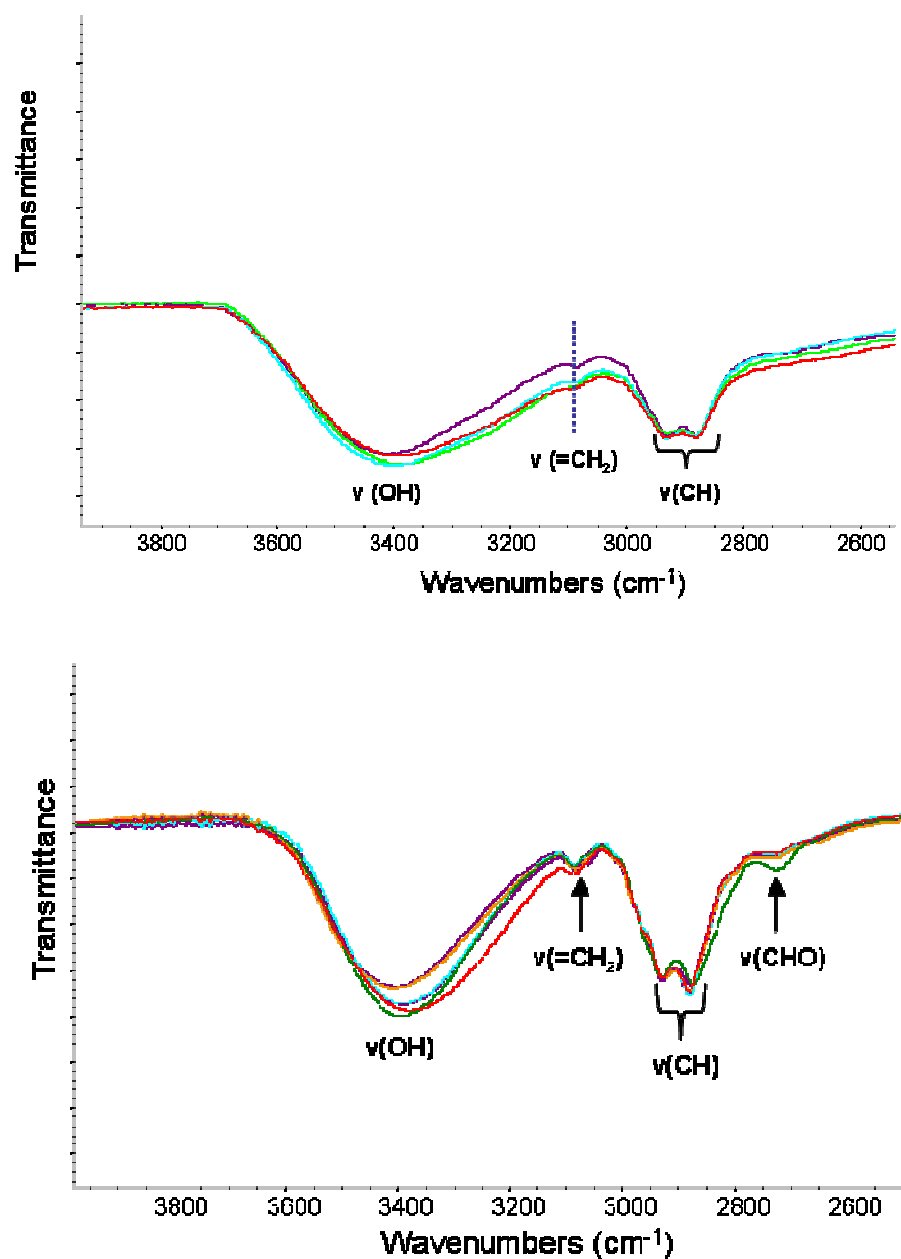 Transmittance
ν (OH)
ν (=CH₂)
ν(CH)
3800 3600 3400 3200 3000 2800 2600
Wavenumbers (cm⁻¹)
Transmittance
ν(=CH₂)
ν(CHO)
ν(OH)
ν(CH)
3800 3600 3400 3200 3000 2800 2600
Wavenumbers (cm⁻¹)